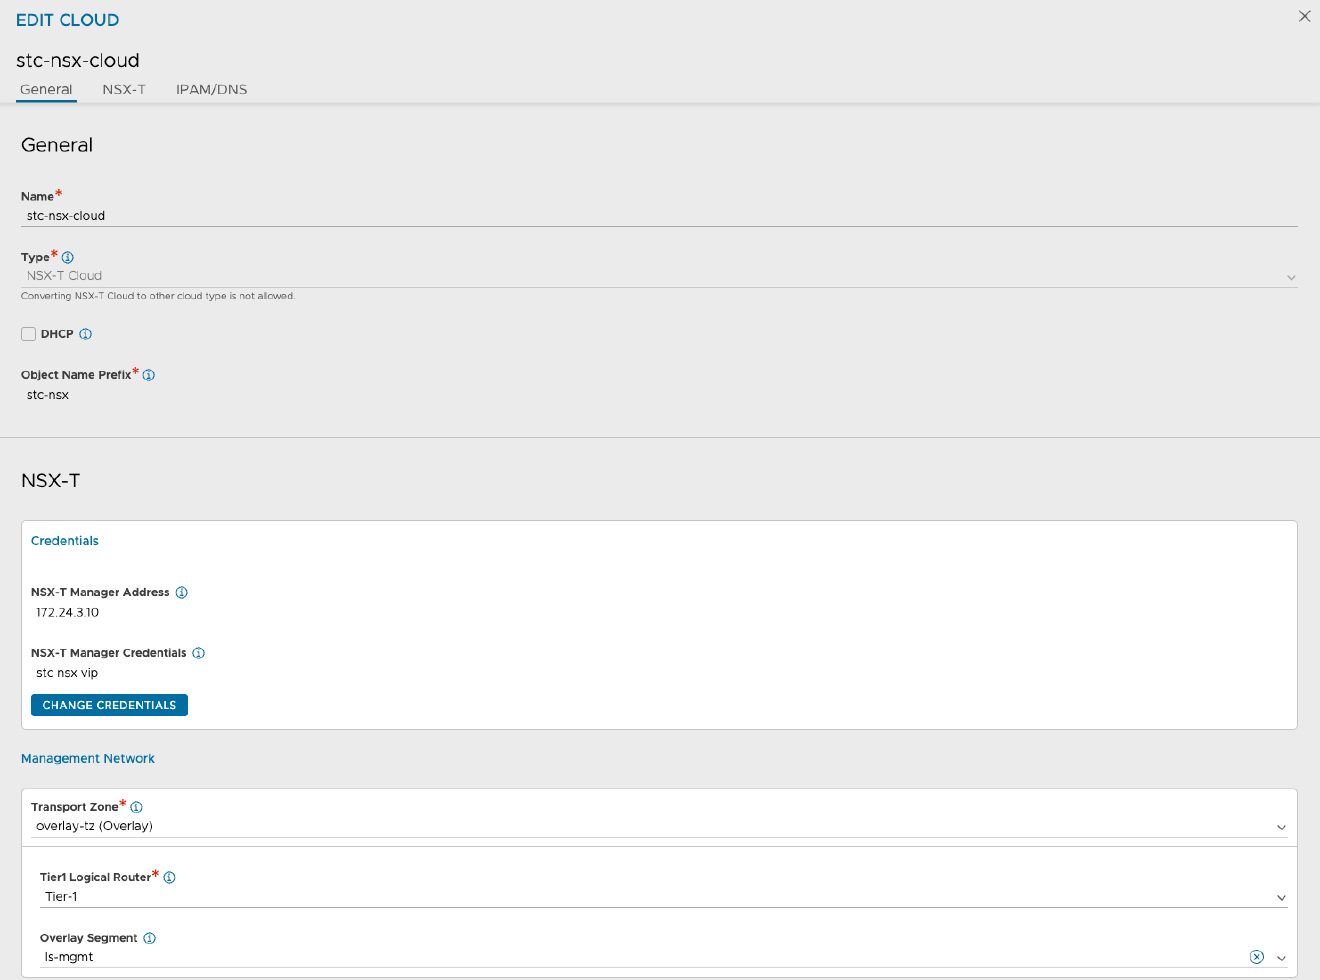 EDIT CLOUD
stc-nsx-cloud
General NSX-T IPAM/DNS
General
Name*
stc-nsx-cloud
Type*
NSX-T Cloud
Converting NSX-T Cloud to other cloud type is not allowed.
DHCP
Object Name Prefix*
stc-nsx
NSX-T
Credentials
NSX-T Manager Address
172.24.3.10
NSX-T Manager Credentials
stc nsx vip
CHANGE CREDENTIALS
Management Network
Transport Zone*
overlay-tz (Overlay)
Tier1 Logical Router*
Tier-1
Overlay Segment
ls-mgmt